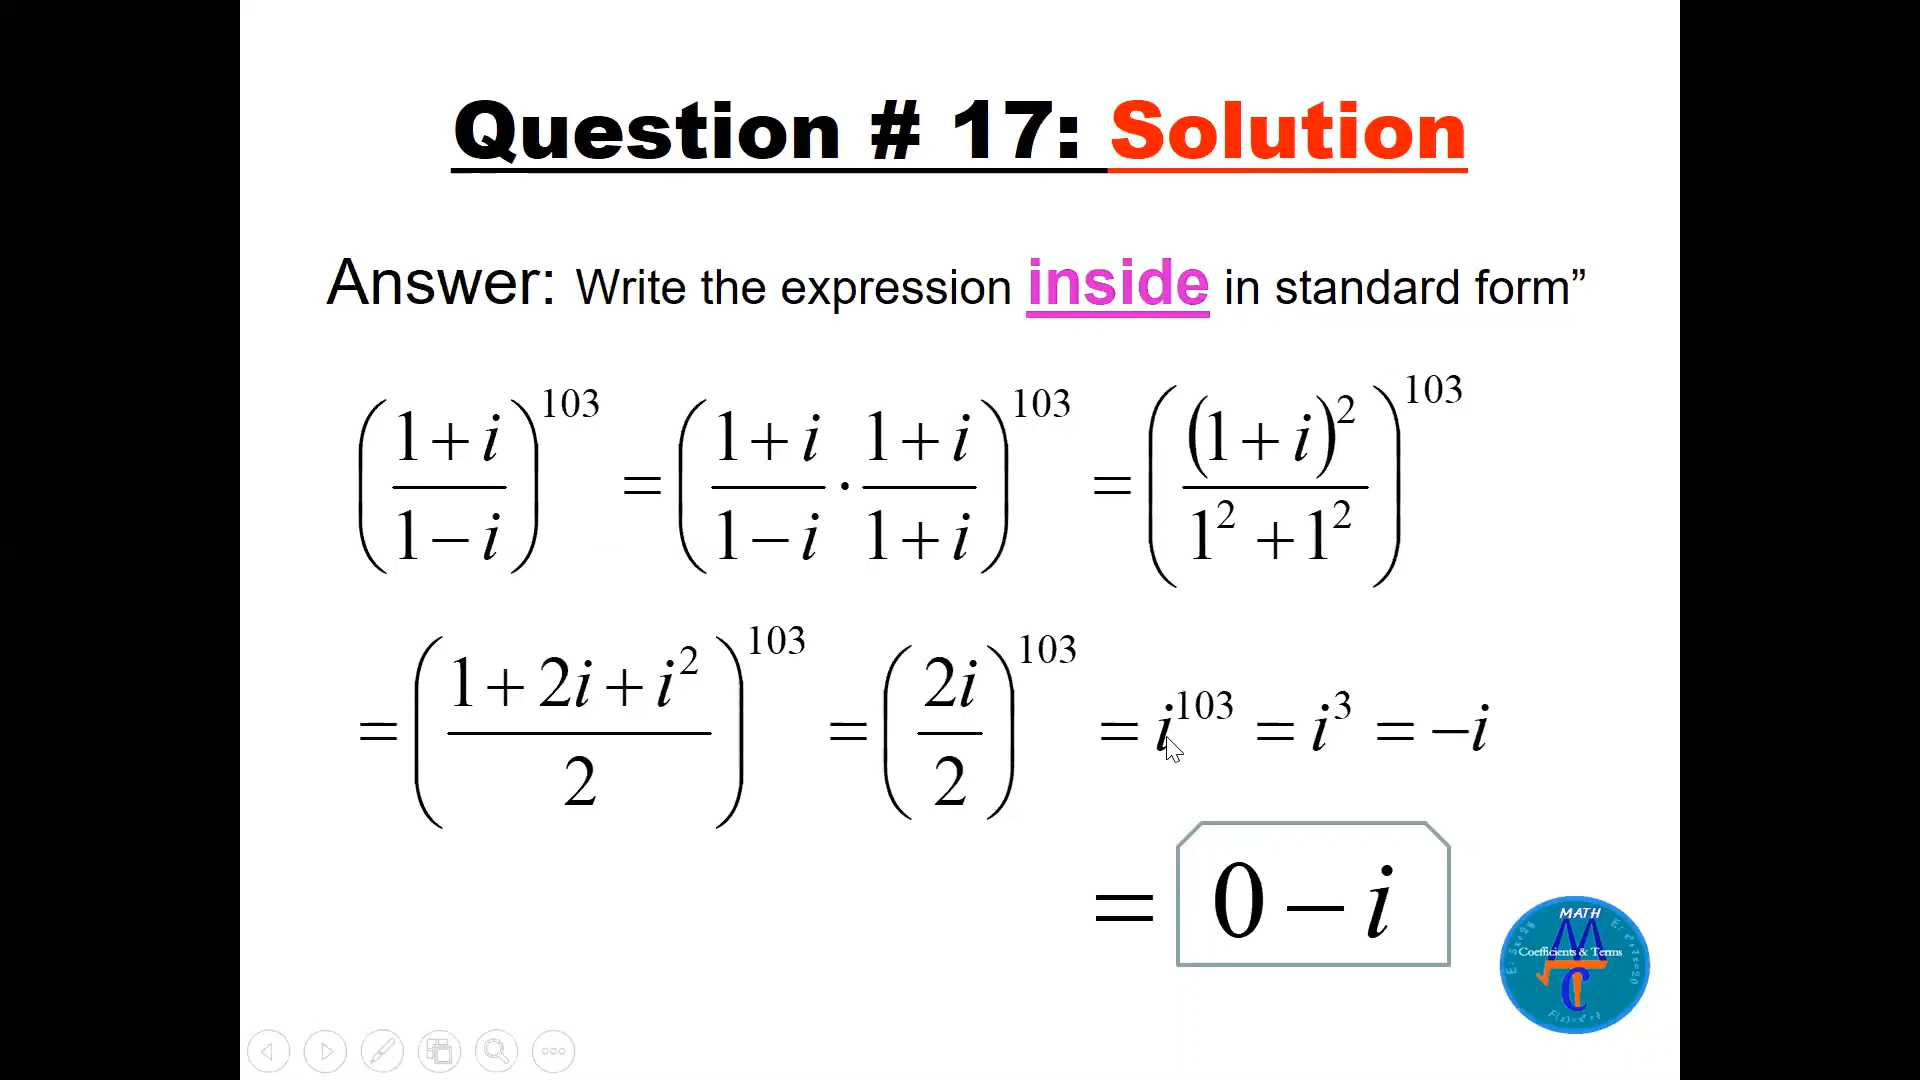 Question # 17: Solution
Answer: Write the expression inside in standard form”
(1+i / 1−i)^103 = (1+i / 1−i · 1+i / 1+i)^103 = ((1+i)^2 / 1^2+1^2)^103
= (1+2i+i^2 / 2)^103 = (2i / 2)^103 = i^103 = i^3 = −i
= 0−i
MATH
Coefficients & Terms